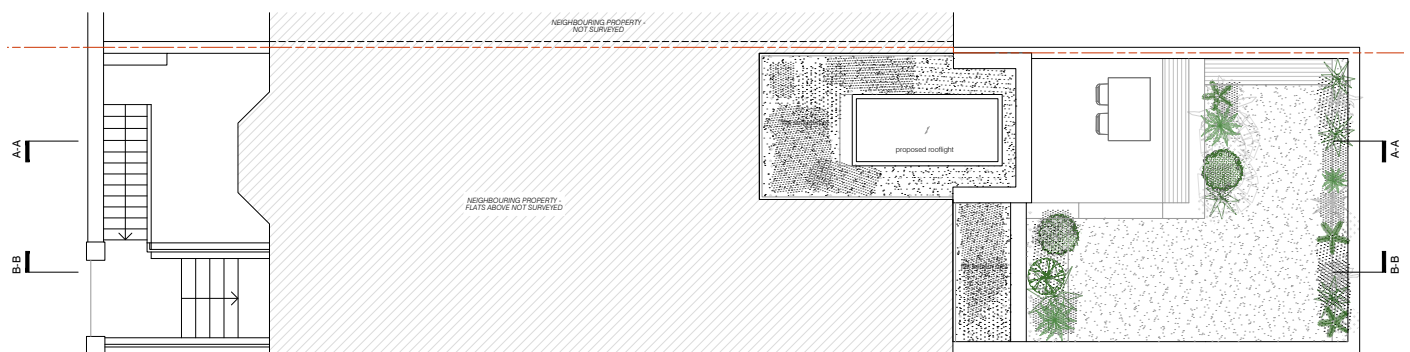 NEIGHBOURING PROPERTY -
NOT SURVEYED
A-A
A-A
proposed rooflight
NEIGHBOURING PROPERTY -
FLATS ABOVE NOT SURVEYED
B-B
B-B